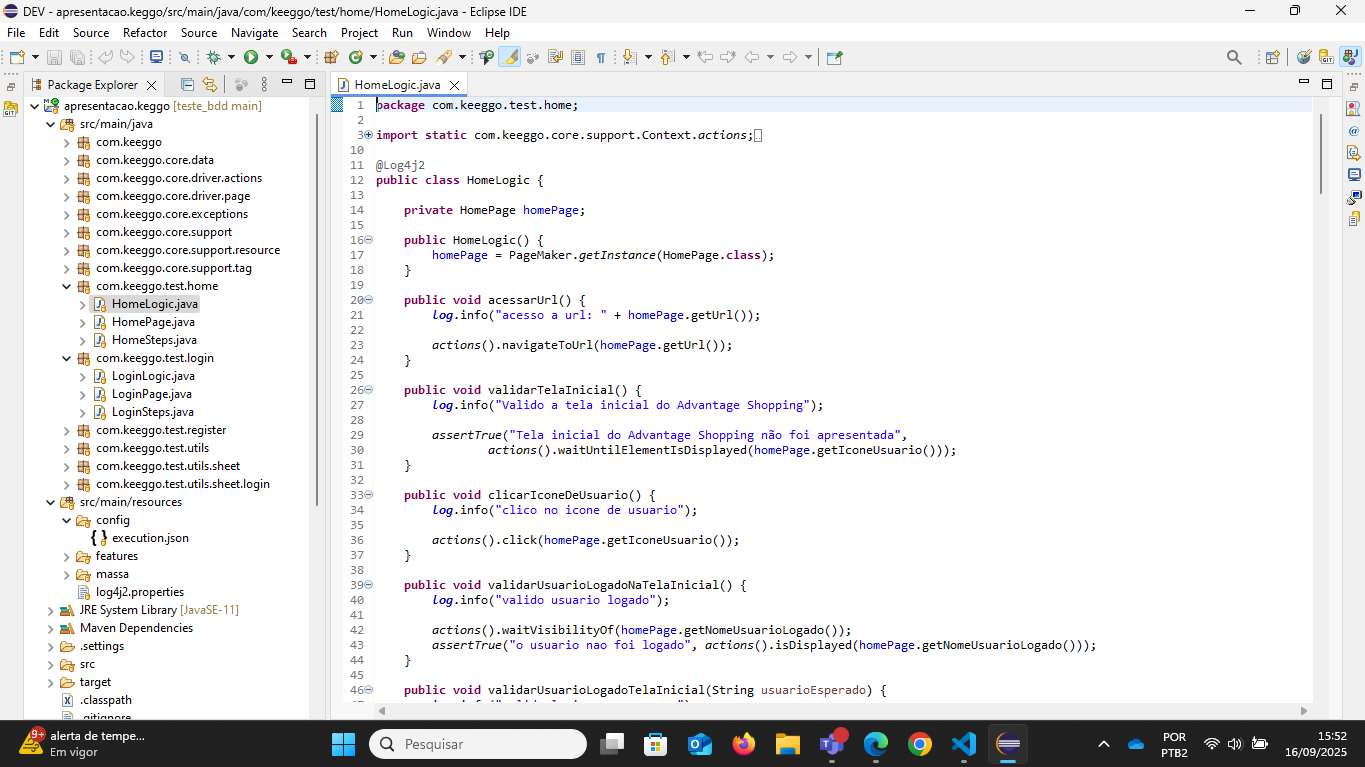 DEV - apresentacao.keggo/src/main/java/com/keeggo/test/home/HomeLogic.java - Eclipse IDE
File Edit Source Refactor Source Navigate Search Project Run Window Help
Package Explorer
apresentacao.keggo [teste_bdd main]
src/main/java
com.keeggo
com.keeggo.core.data
com.keeggo.core.driver.actions
com.keeggo.core.driver.page
com.keeggo.core.exceptions
com.keeggo.core.support
com.keeggo.core.support.resource
com.keeggo.core.support.tag
com.keeggo.test.home
HomeLogic.java
HomePage.java
HomeSteps.java
com.keeggo.test.login
LoginLogic.java
LoginPage.java
LoginSteps.java
com.keeggo.test.register
com.keeggo.test.utils
com.keeggo.test.utils.sheet
com.keeggo.test.utils.sheet.login
src/main/resources
config
execution.json
features
massa
log4j2.properties
JRE System Library [JavaSE-11]
Maven Dependencies
.settings
src
target
.classpath
.gitignore
HomeLogic.java
1 package com.keeggo.test.home;
2
3 import static com.keeggo.core.support.Context.actions;
10
11 @Log4j2
12 public class HomeLogic {
13
14 private HomePage homePage;
15
16 public HomeLogic() {
17 homePage = PageMaker.getInstance(HomePage.class);
18 }
19
20 public void acessarUrl() {
21 log.info("acesso a url: " + homePage.getUrl());
22
23 actions().navigateToUrl(homePage.getUrl());
24 }
25
26 public void validarTelaInicial() {
27 log.info("Valido a tela inicial do Advantage Shopping");
28
29 assertTrue("Tela inicial do Advantage Shopping não foi apresentada",
30 actions().waitUntilElementIsDisplayed(homePage.getIconeUsuario()));
31 }
32
33 public void clicarIconeDeUsuario() {
34 log.info("clico no icone de usuario");
35
36 actions().click(homePage.getIconeUsuario());
37 }
38
39 public void validarUsuarioLogadoNaTelaInicial() {
40 log.info("valido usuario logado");
41
42 actions().waitVisibilityOf(homePage.getNomeUsuarioLogado());
43 assertTrue("o usuario nao foi logado", actions().isDisplayed(homePage.getNomeUsuarioLogado()));
44 }
45
46 public void validarUsuarioLogadoTelaInicial(String usuarioEsperado) {
9+
alerta de tempe...
Em vigor
Pesquisar
POR
PTB2
15:52
16/09/2025